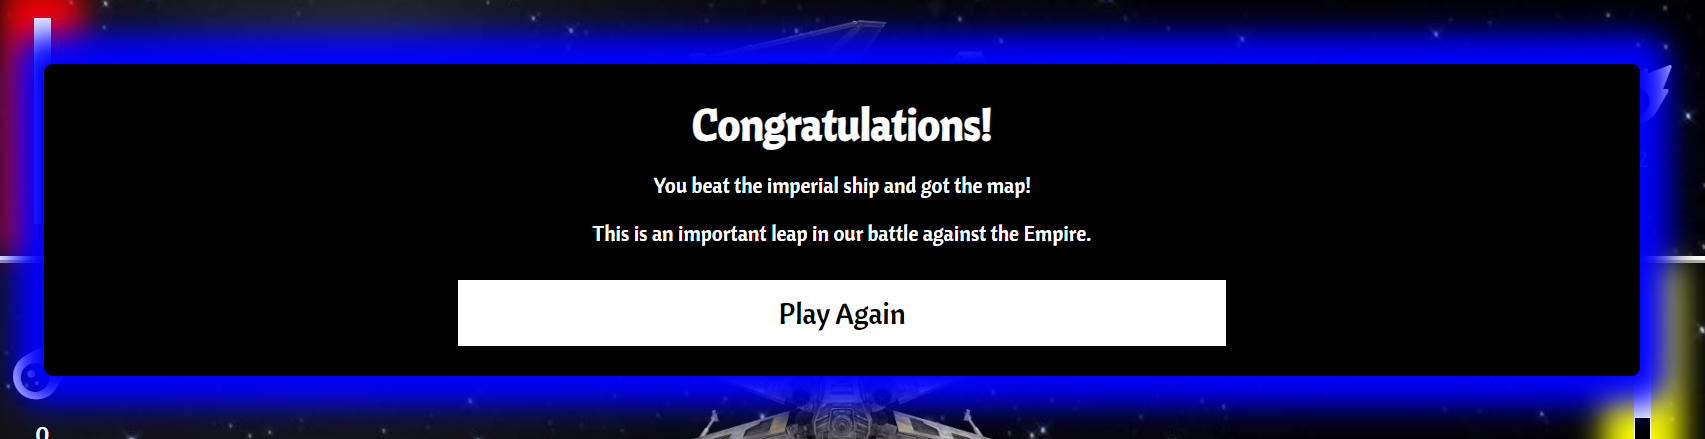 Congratulations!
You beat the imperial ship and got the map!
This is an important leap in our battle against the Empire.
Play Again
2
0